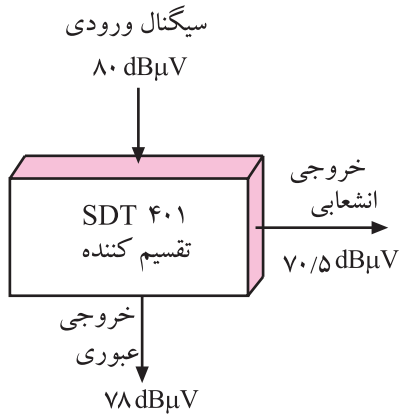 سیگنال ورودی
۸۰ dBµV
SDT ۴۰۱
تقسیم کننده
خروجی
انشعابی
۷۰/۵ dBµV
خروجی
عبوری
۷۸ dBµV